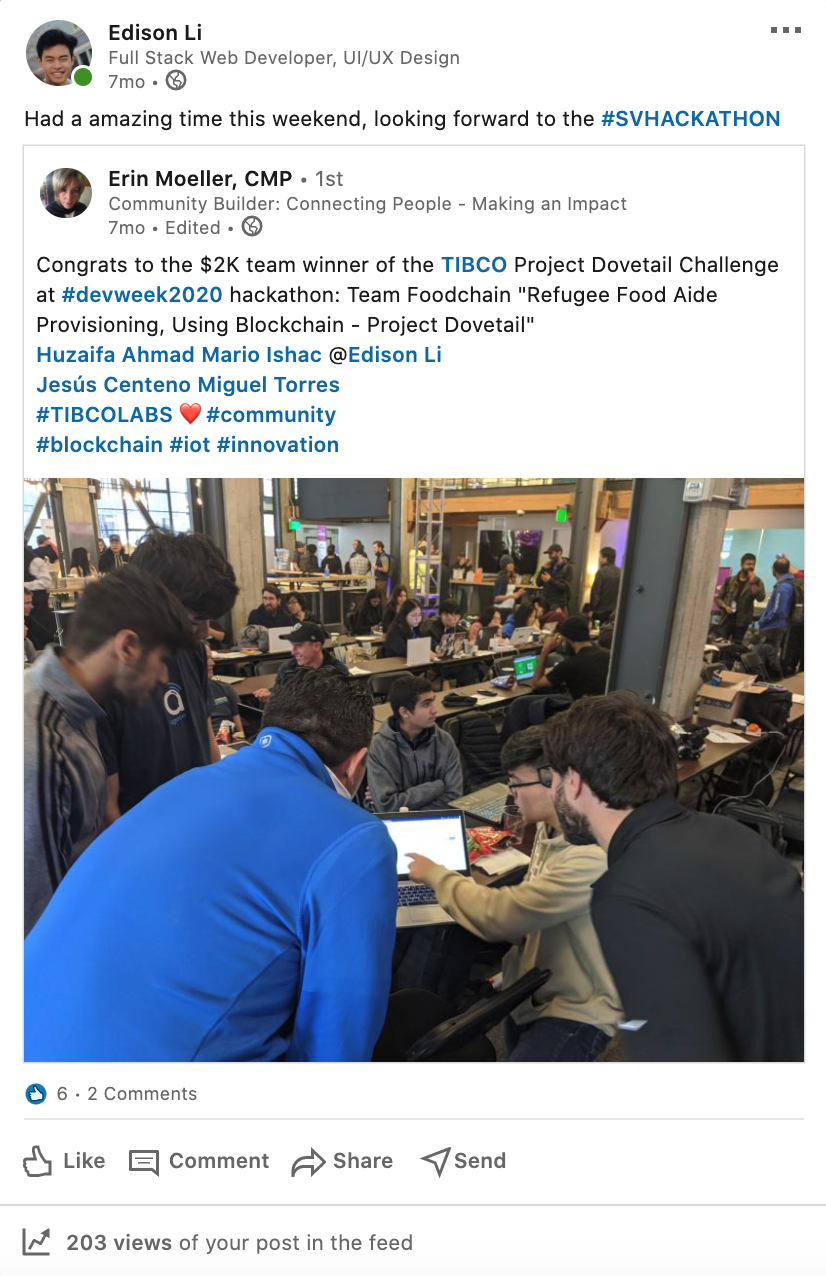 Edison Li
Full Stack Web Developer, UI/UX Design
7mo •
Had a amazing time this weekend, looking forward to the #SVHACKATHON
Erin Moeller, CMP • 1st
Community Builder: Connecting People - Making an Impact
7mo • Edited •
Congrats to the $2K team winner of the TIBCO Project Dovetail Challenge
at #devweek2020 hackathon: Team Foodchain "Refugee Food Aide
Provisioning, Using Blockchain - Project Dovetail"
Huzaifa Ahmad Mario Ishac @Edison Li
Jesús Centeno Miguel Torres
#TIBCOLABS ❤️ #community
#blockchain #iot #innovation
6 • 2 Comments
Like Comment Share Send
203 views of your post in the feed